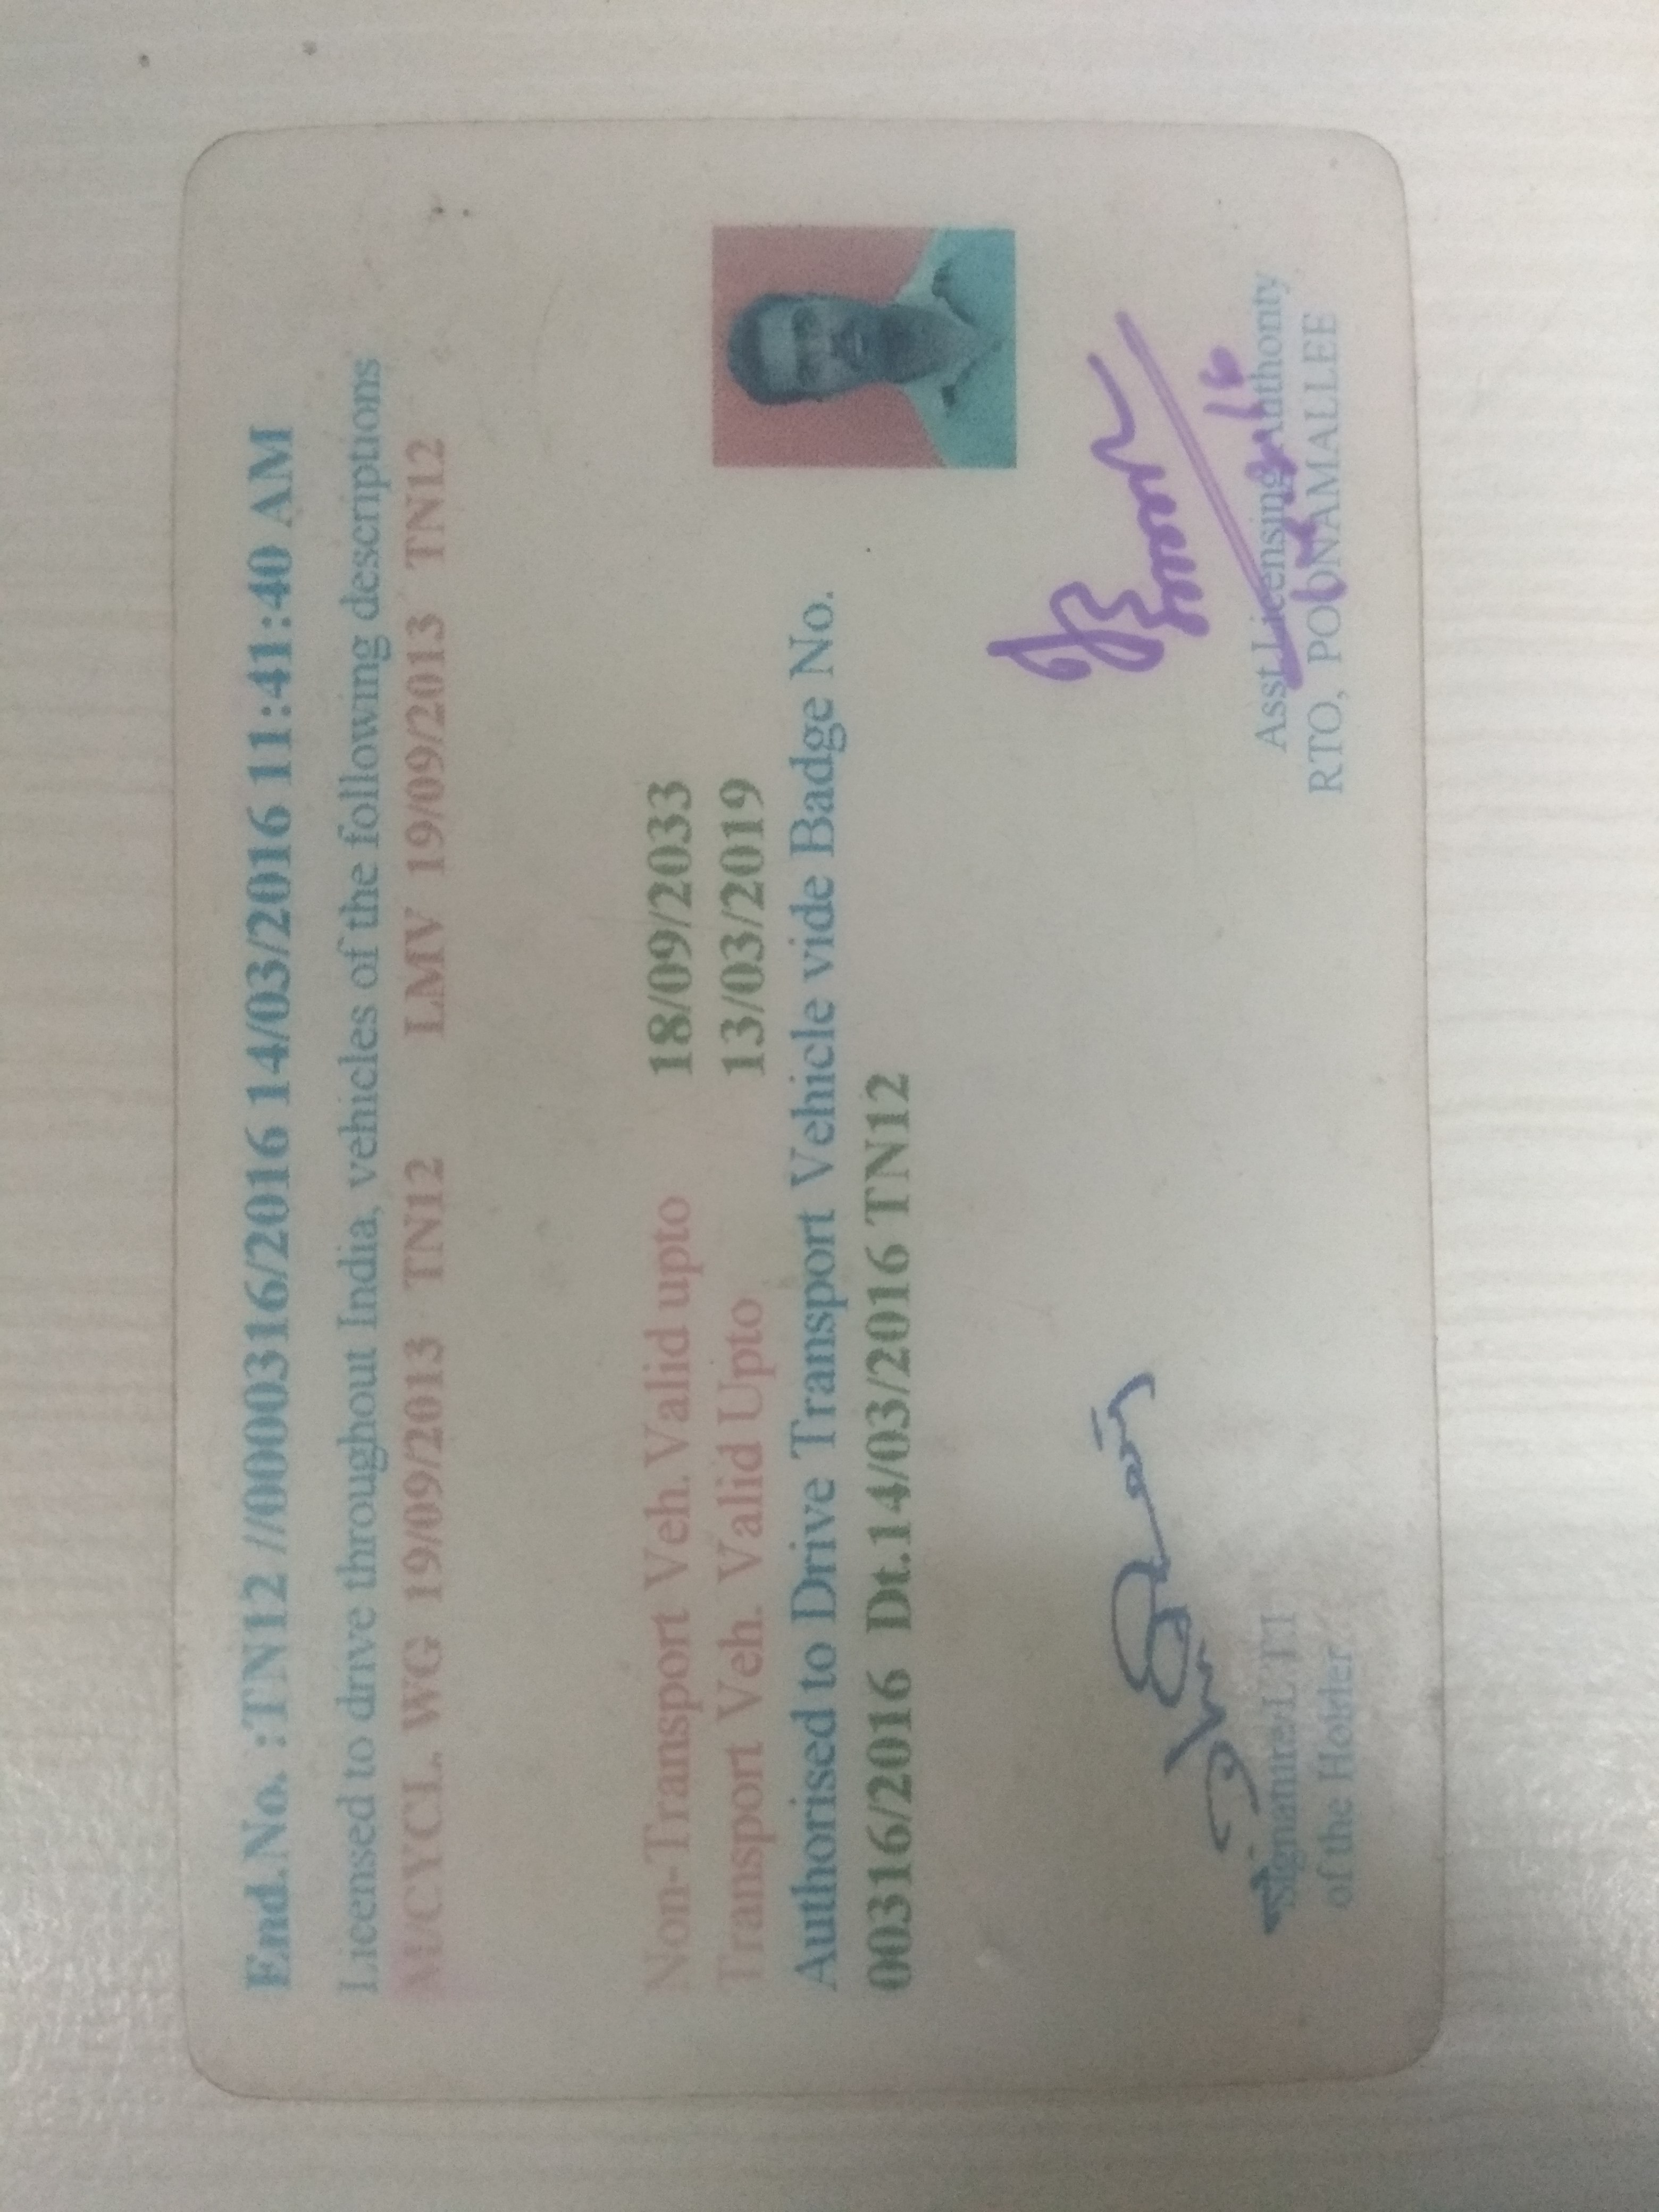 End.No. :TN12 //0000316/2016 14/03/2016 11:41:40 AM
Licensed to drive throughout India, vehicles of the following descriptions
M/CYCL. WG 19/09/2013 TN12 LMV 19/09/2013 TN12
Non-Transport Veh.Valid upto 18/09/2033
Transport Veh. Valid Upto 13/03/2019
Authorised to Drive Transport Vehicle vide Badge No.
00316/2016 Dt.14/03/2016 TN12
Signature/LTI
of the Holder
Asst Licensing Authority
RTO, POONAMALLEE